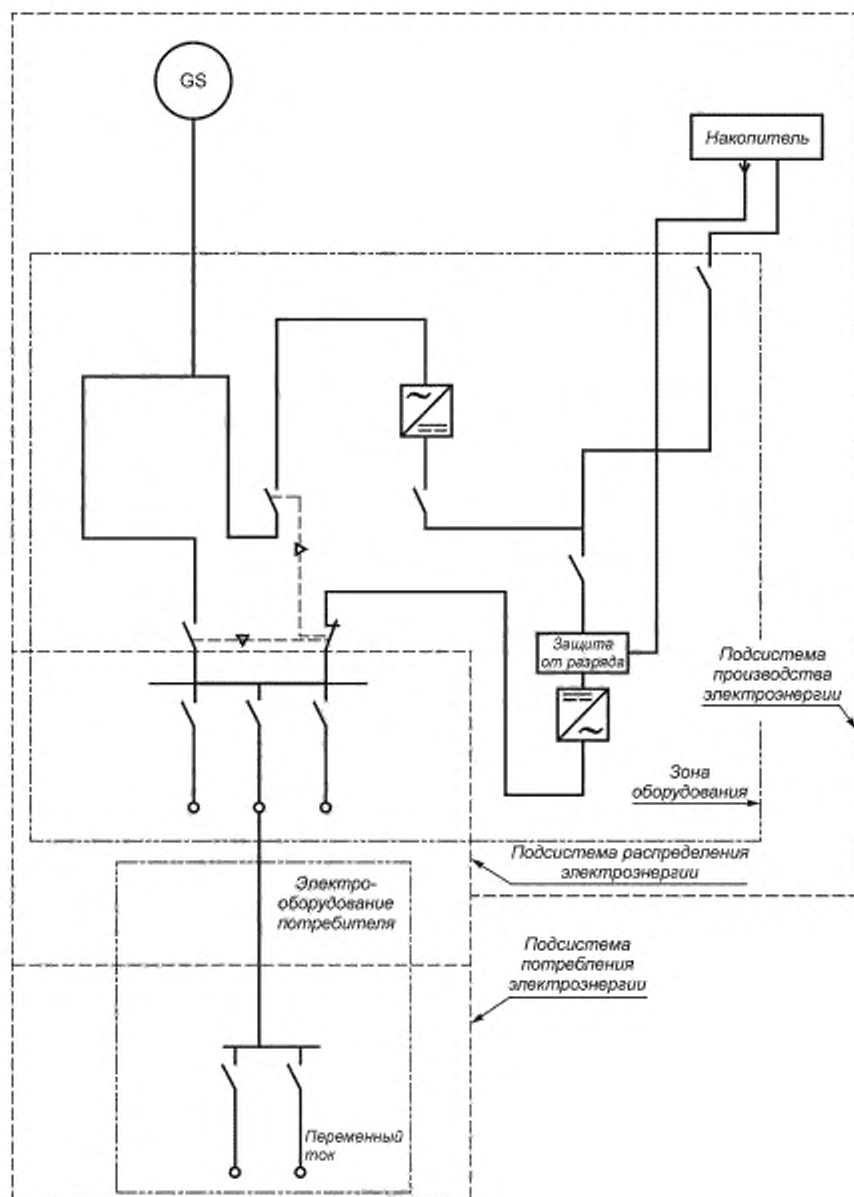 GS
Накопитель
Защита
от разряда
Подсистема
производства
электроэнергии
Зона
оборудования
Подсистема распределения
электроэнергии
Электро-
оборудование
потребителя
Подсистема
потребления
электроэнергии
Переменный
ток